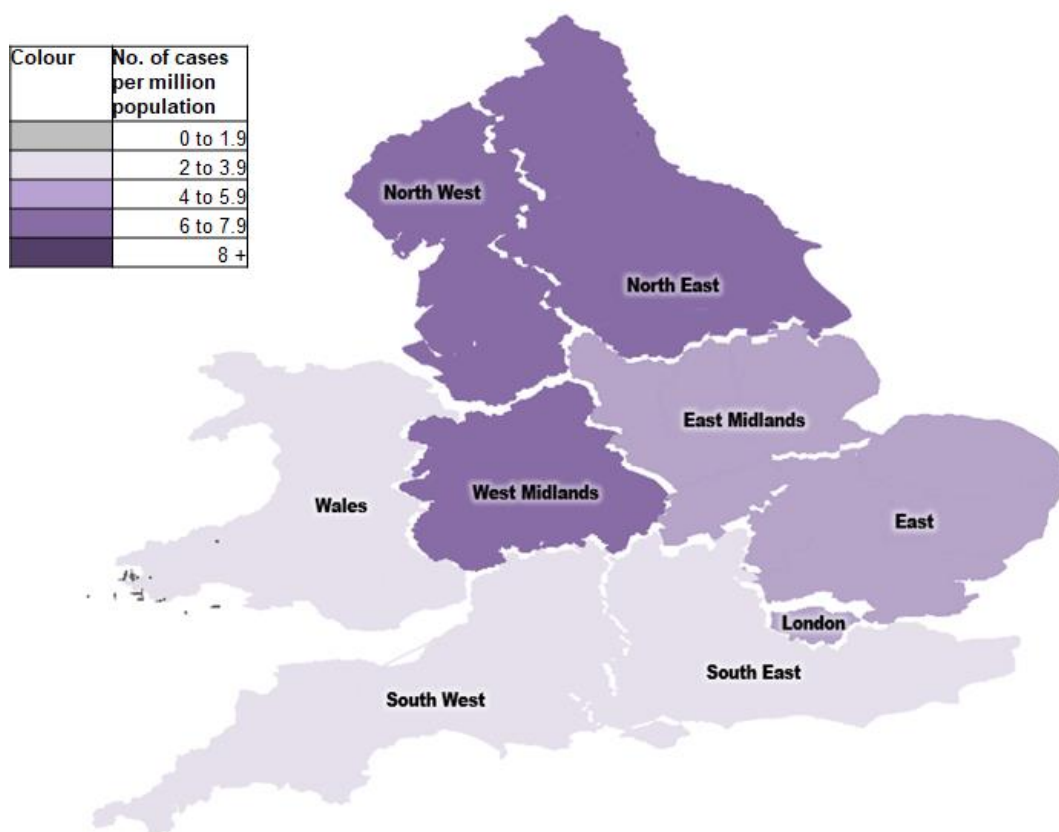 Colour No. of cases
per million
population
0 to 1.9
2 to 3.9
4 to 5.9
6 to 7.9
8 +
North West
North East
East Midlands
West Midlands
Wales
East
London
South East
South West